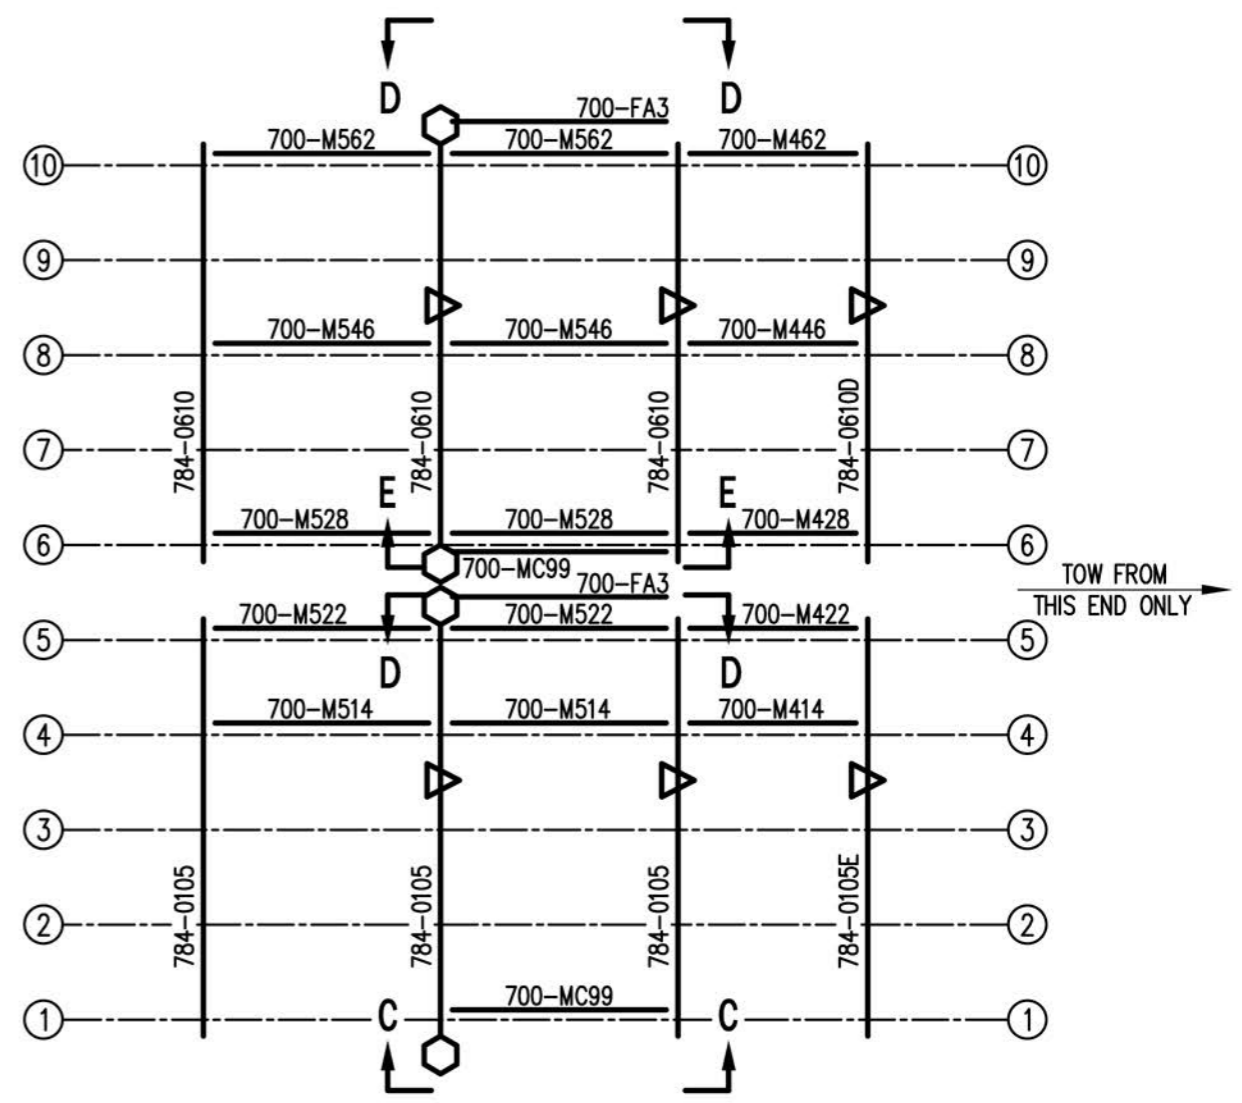 D D
700-FA3
700-M562 700-M562 700-M462
10 10
9 9
700-M546 700-M546 700-M446
8 8
784-0610 784-0610 784-0610 784-0610D
7 7
E E
700-M528 700-M528 700-M428
6 6
700-MC99
TOW FROM
THIS END ONLY
700-FA3
700-M522 700-M522 700-M422
5 5
D D
700-M514 700-M514 700-M414
4 4
3 3
784-0105 784-0105 784-0105 784-0105E
2 2
700-MC99
C C
1 1